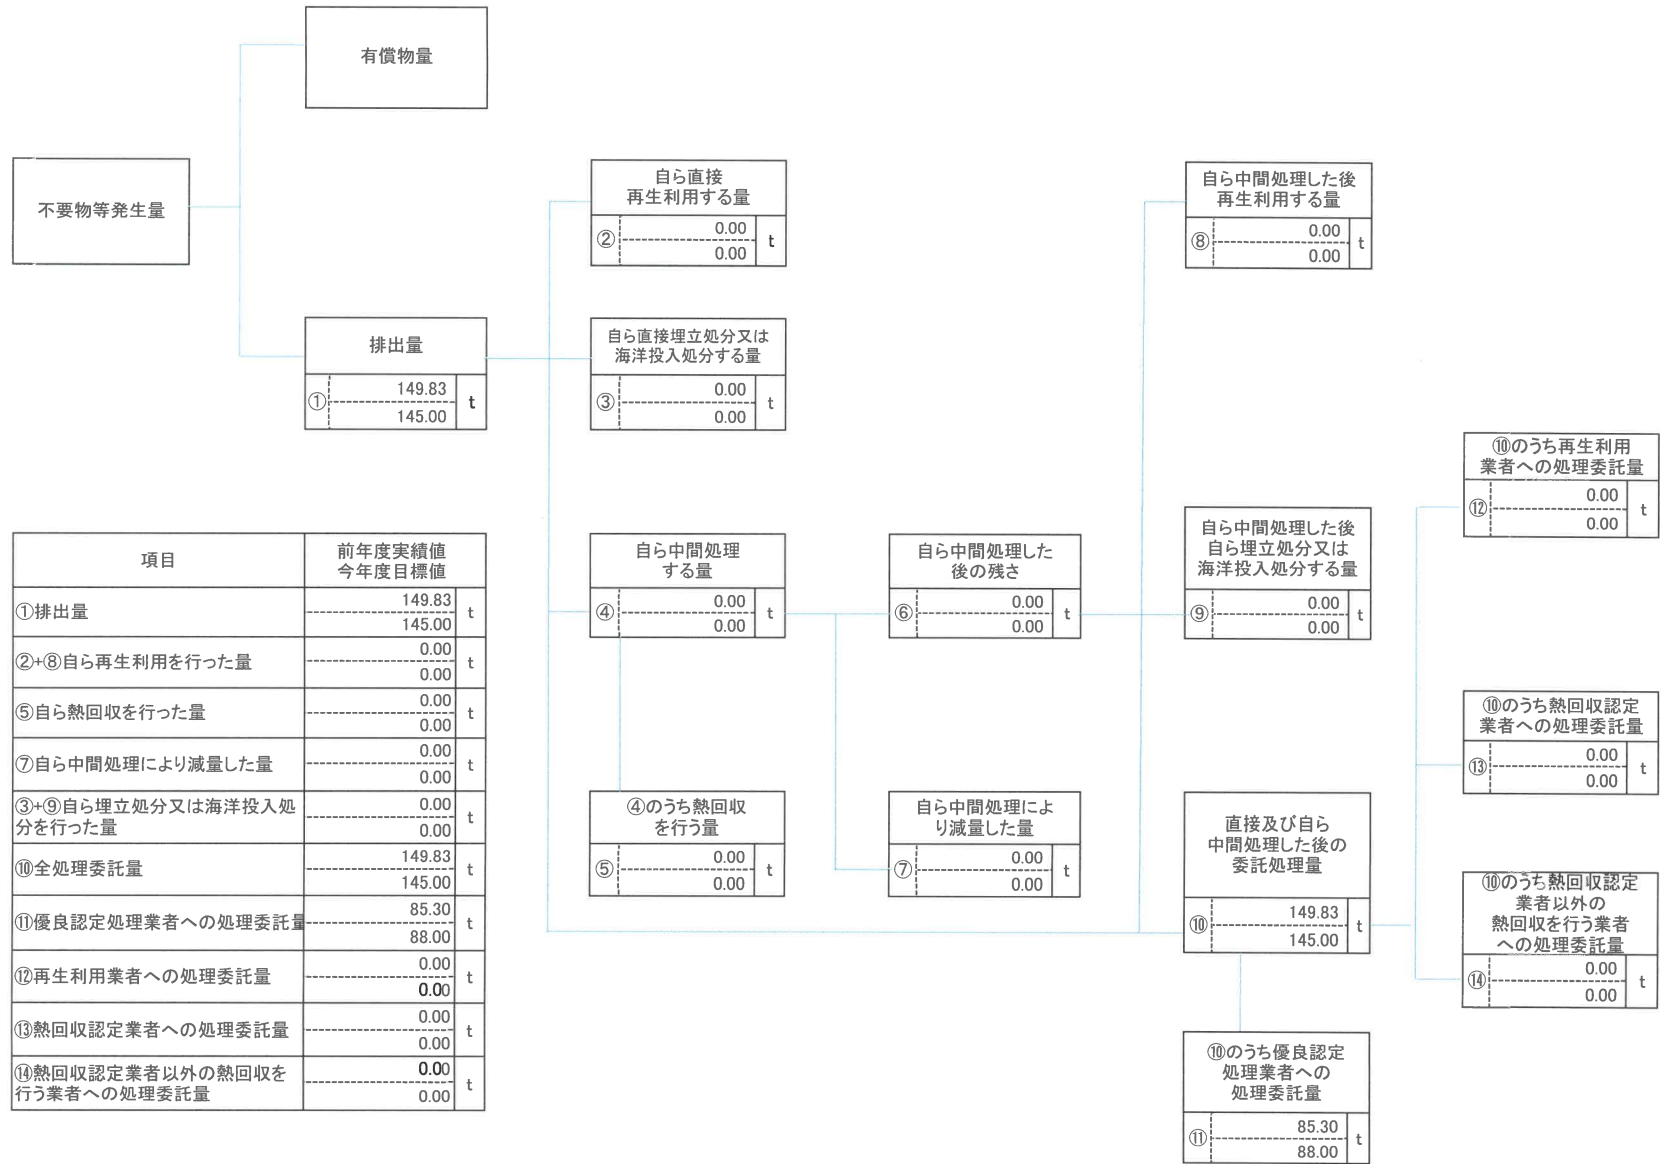 有償物量
不要物等発生量
排出量
① 149.83 t
145.00
自ら直接
再生利用する量
② 0.00 t
0.00
自ら直接埋立処分又は
海洋投入処分する量
③ 0.00 t
0.00
自ら中間処理
する量
④ 0.00 t
0.00
④のうち熱回収
を行う量
⑤ 0.00 t
0.00
自ら中間処理した
後の残さ
⑥ 0.00 t
0.00
自ら中間処理によ
り減量した量
⑦ 0.00 t
0.00
自ら中間処理した後
再生利用する量
⑧ 0.00 t
0.00
自ら中間処理した後
自ら埋立処分又は
海洋投入処分する量
⑨ 0.00 t
0.00
直接及び自ら
中間処理した後の
委託処理量
⑩ 149.83 t
145.00
⑩のうち優良認定
処理業者への
処理委託量
⑪ 85.30 t
88.00
⑩のうち再生利用
業者への処理委託量
⑫ 0.00 t
0.00
⑩のうち熱回収認定
業者への処理委託量
⑬ 0.00 t
0.00
⑩のうち熱回収認定
業者以外の
熱回収を行う業者
への処理委託量
⑭ 0.00 t
0.00
項目 前年度実績値
今年度目標値
①排出量 149.83 t
145.00
②+⑧自ら再生利用を行った量 0.00 t
0.00
⑤自ら熱回収を行った量 0.00 t
0.00
⑦自ら中間処理により減量した量 0.00 t
0.00
③+⑨自ら埋立処分又は海洋投入処 0.00 t
分を行った量 0.00
⑩全処理委託量 149.83 t
145.00
⑪優良認定処理業者への処理委託量 85.30 t
88.00
⑫再生利用業者への処理委託量 0.00 t
0.00
⑬熱回収認定業者への処理委託量 0.00 t
0.00
⑭熱回収認定業者以外の熱回収を 0.00 t
行う業者への処理委託量 0.00